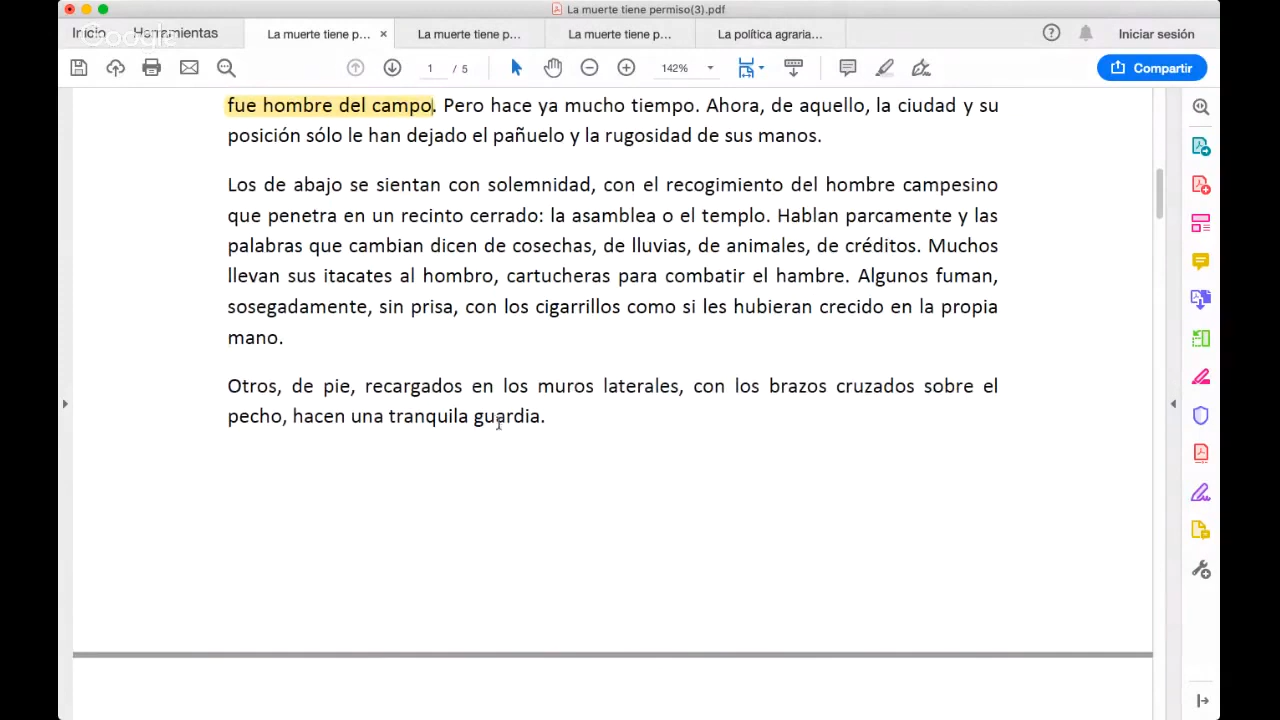 La muerte tiene permiso(3).pdf
Inicio Herramientas La muerte tiene p... × La muerte tiene p... La muerte tiene p... La política agraria... Iniciar sesión
Google
1 / 5 142% Compartir
fue hombre del campo. Pero hace ya mucho tiempo. Ahora, de aquello, la ciudad y su
posición sólo le han dejado el pañuelo y la rugosidad de sus manos.
Los de abajo se sientan con solemnidad, con el recogimiento del hombre campesino
que penetra en un recinto cerrado: la asamblea o el templo. Hablan parcamente y las
palabras que cambian dicen de cosechas, de lluvias, de animales, de créditos. Muchos
llevan sus itacates al hombro, cartucheras para combatir el hambre. Algunos fuman,
sosegadamente, sin prisa, con los cigarrillos como si les hubieran crecido en la propia
mano.
Otros, de pie, recargados en los muros laterales, con los brazos cruzados sobre el
pecho, hacen una tranquila guardia.